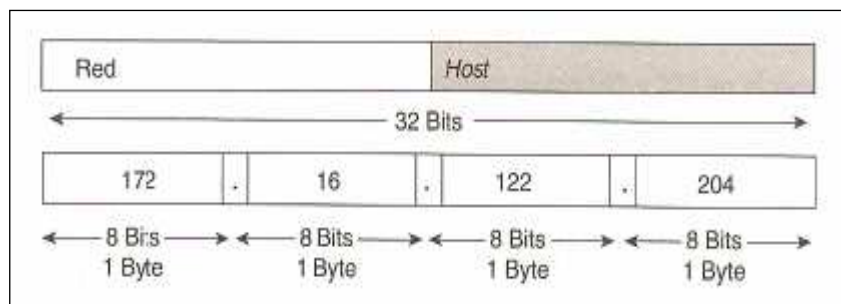 Red Host
32 Bits
172 . 16 . 122 . 204
8 Bi:s 8 Bits 8 Bits 8 Bits
1 Byte 1 Byte 1 Byte 1 Byte